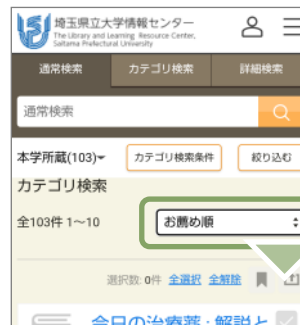 埼玉県立大学情報センター
The Library and Learning Resource Center,
Saitama Prefectural University
通常検索 カテゴリ検索 詳細検索
通常検索
本学所蔵(103) カテゴリ検索条件 絞り込む
カテゴリ検索
全103件 1～10 お薦め順
選択数: 0件 全選択 全解除
今日の治療薬 : 解説と